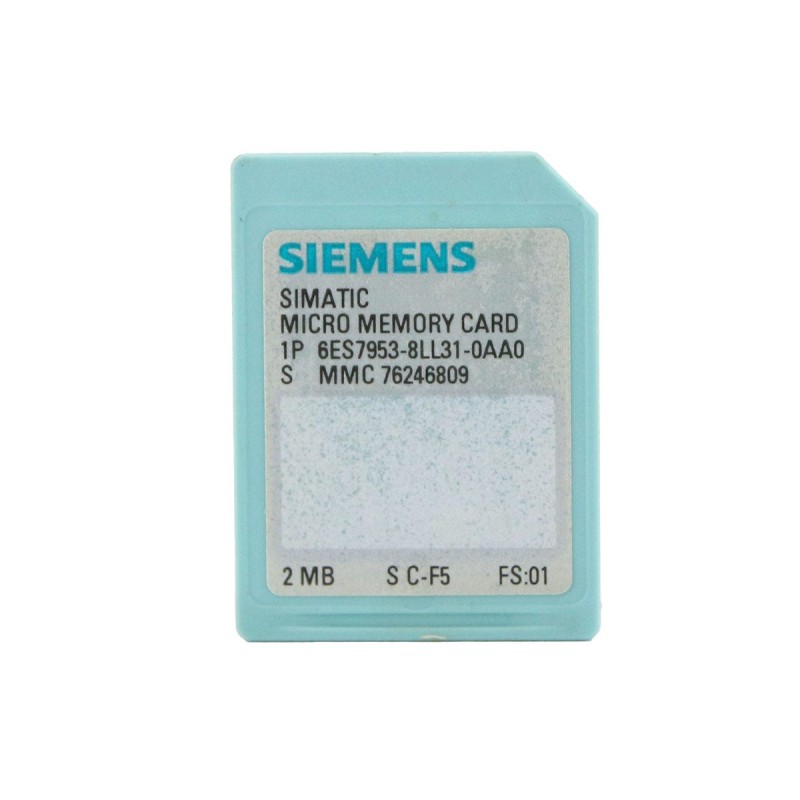 SIEMENS
SIMATIC
MICRO MEMORY CARD
1P 6ES7953-8LL31-0AA0
S MMC 76246809
2 MB S C-F5 FS:01